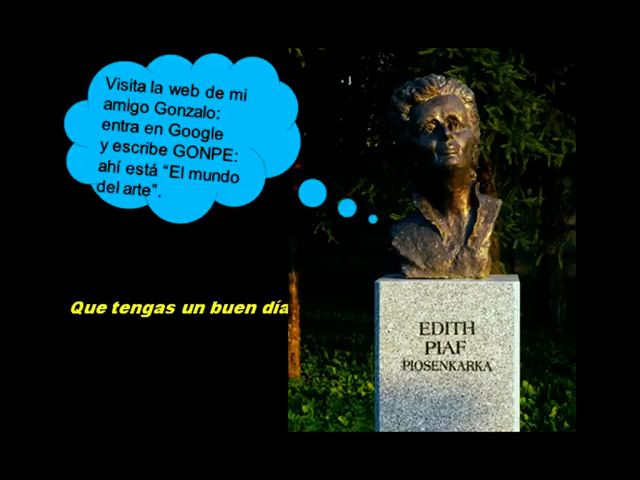 Visita la web de mi
amigo Gonzalo:
entra en Google
y escribe GONPE:
ahí está “El mundo
del arte”.
Que tengas un buen día
EDITH
PIAF
PIOSENKARKA